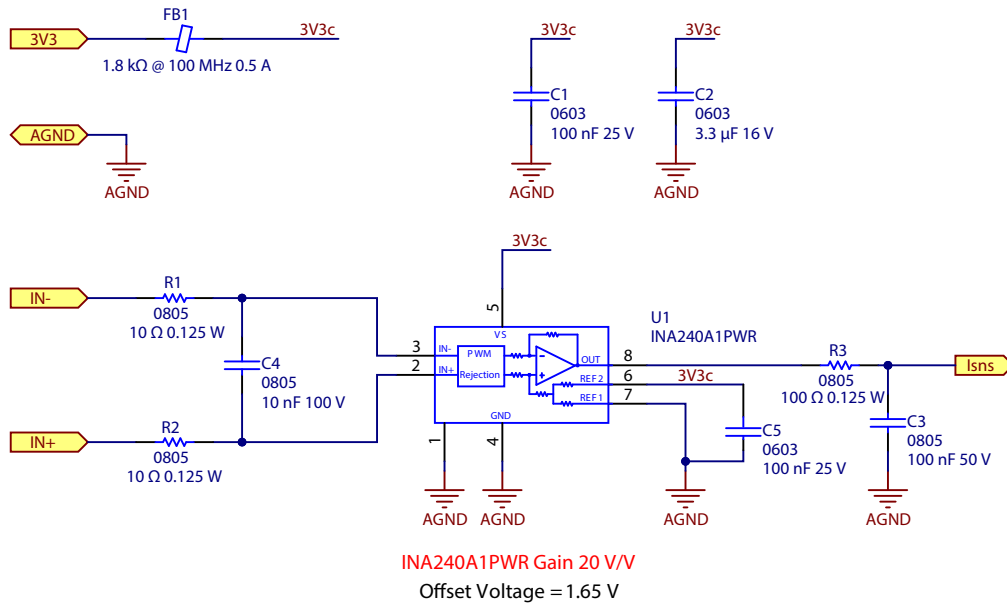 FB1
3V3
3V3c
1.8 kΩ @ 100 MHz 0.5 A
3V3c
C1
0603
100 nF 25 V
AGND
3V3c
C2
0603
3.3 µF 16 V
AGND
AGND
AGND
3V3c
IN-
R1
0805
10 Ω 0.125 W
C4
0805
10 nF 100 V
IN+
R2
0805
10 Ω 0.125 W
U1
INA240A1PWR
5
VS
3
IN-
2
IN+
PWM
Rejection
OUT
8
REF2
6
REF1
7
GND
1
4
AGND
AGND
3V3c
C5
0603
100 nF 25 V
AGND
R3
0805
100 Ω 0.125 W
Isns
C3
0805
100 nF 50 V
AGND
INA240A1PWR Gain 20 V/V
Offset Voltage = 1.65 V